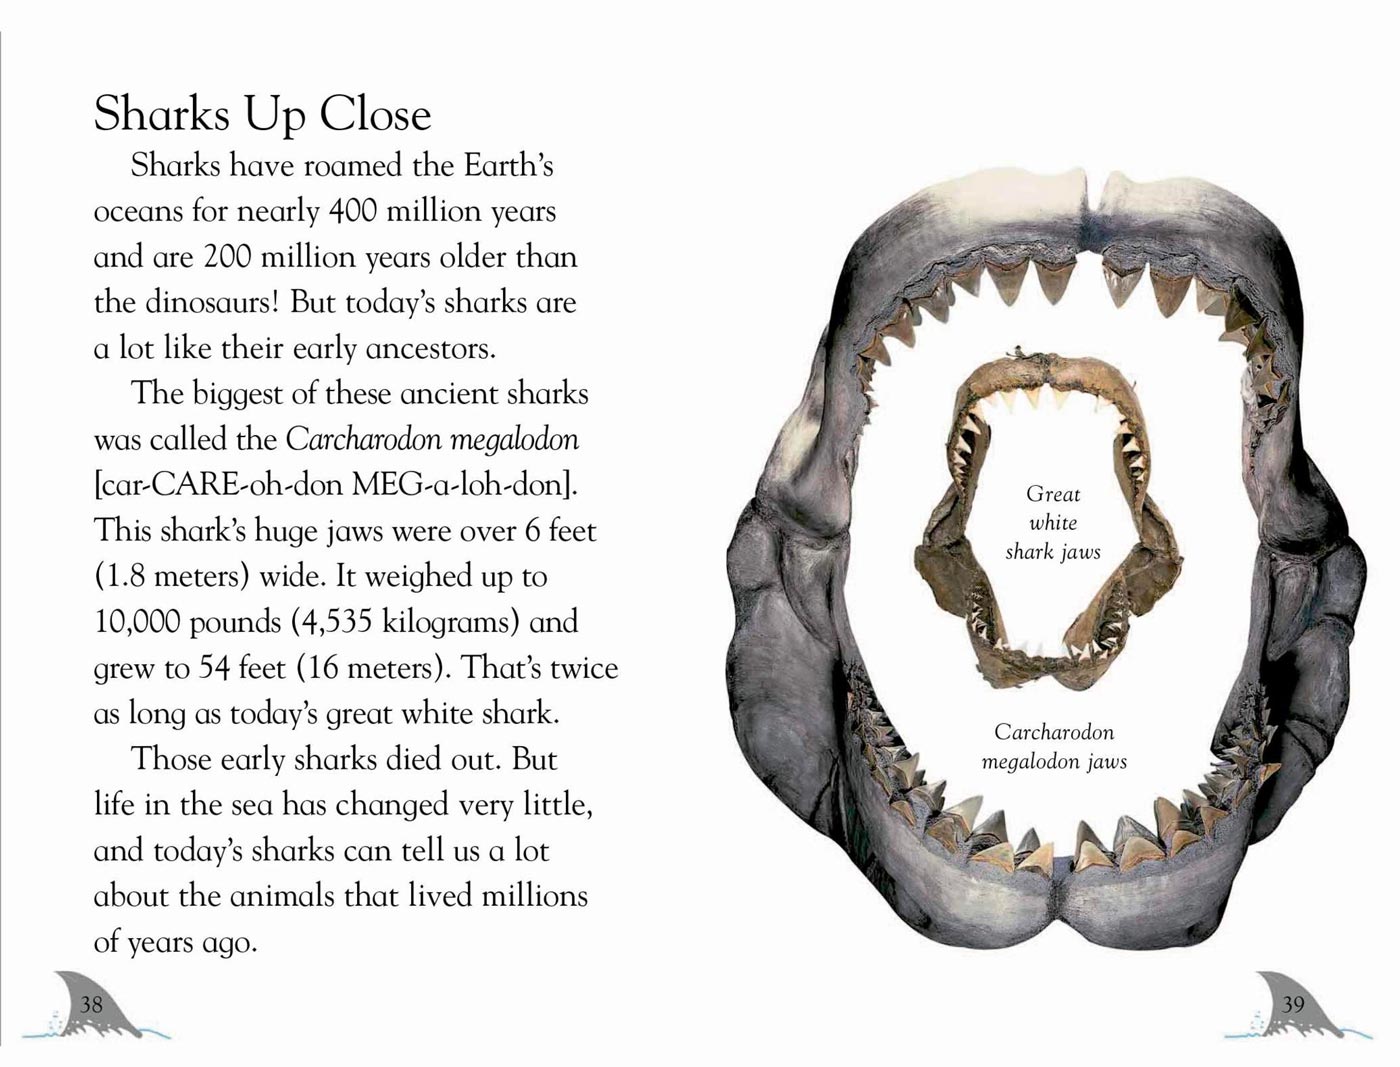 Sharks Up Close
Sharks have roamed the Earth's
oceans for nearly 400 million years
and are 200 million years older than
the dinosaurs! But today's sharks are
a lot like their early ancestors.
The biggest of these ancient sharks
was called the Carcharodon megalodon
[car-CARE-oh-don MEG-a-loh-don].
This shark's huge jaws were over 6 feet
(1.8 meters) wide. It weighed up to
10,000 pounds (4,535 kilograms) and
grew to 54 feet (16 meters). That's twice
as long as today's great white shark.
Those early sharks died out. But
life in the sea has changed very little,
and today's sharks can tell us a lot
about the animals that lived millions
of years ago.
38
Great
white
shark jaws
Carcharodon
megalodon jaws
39